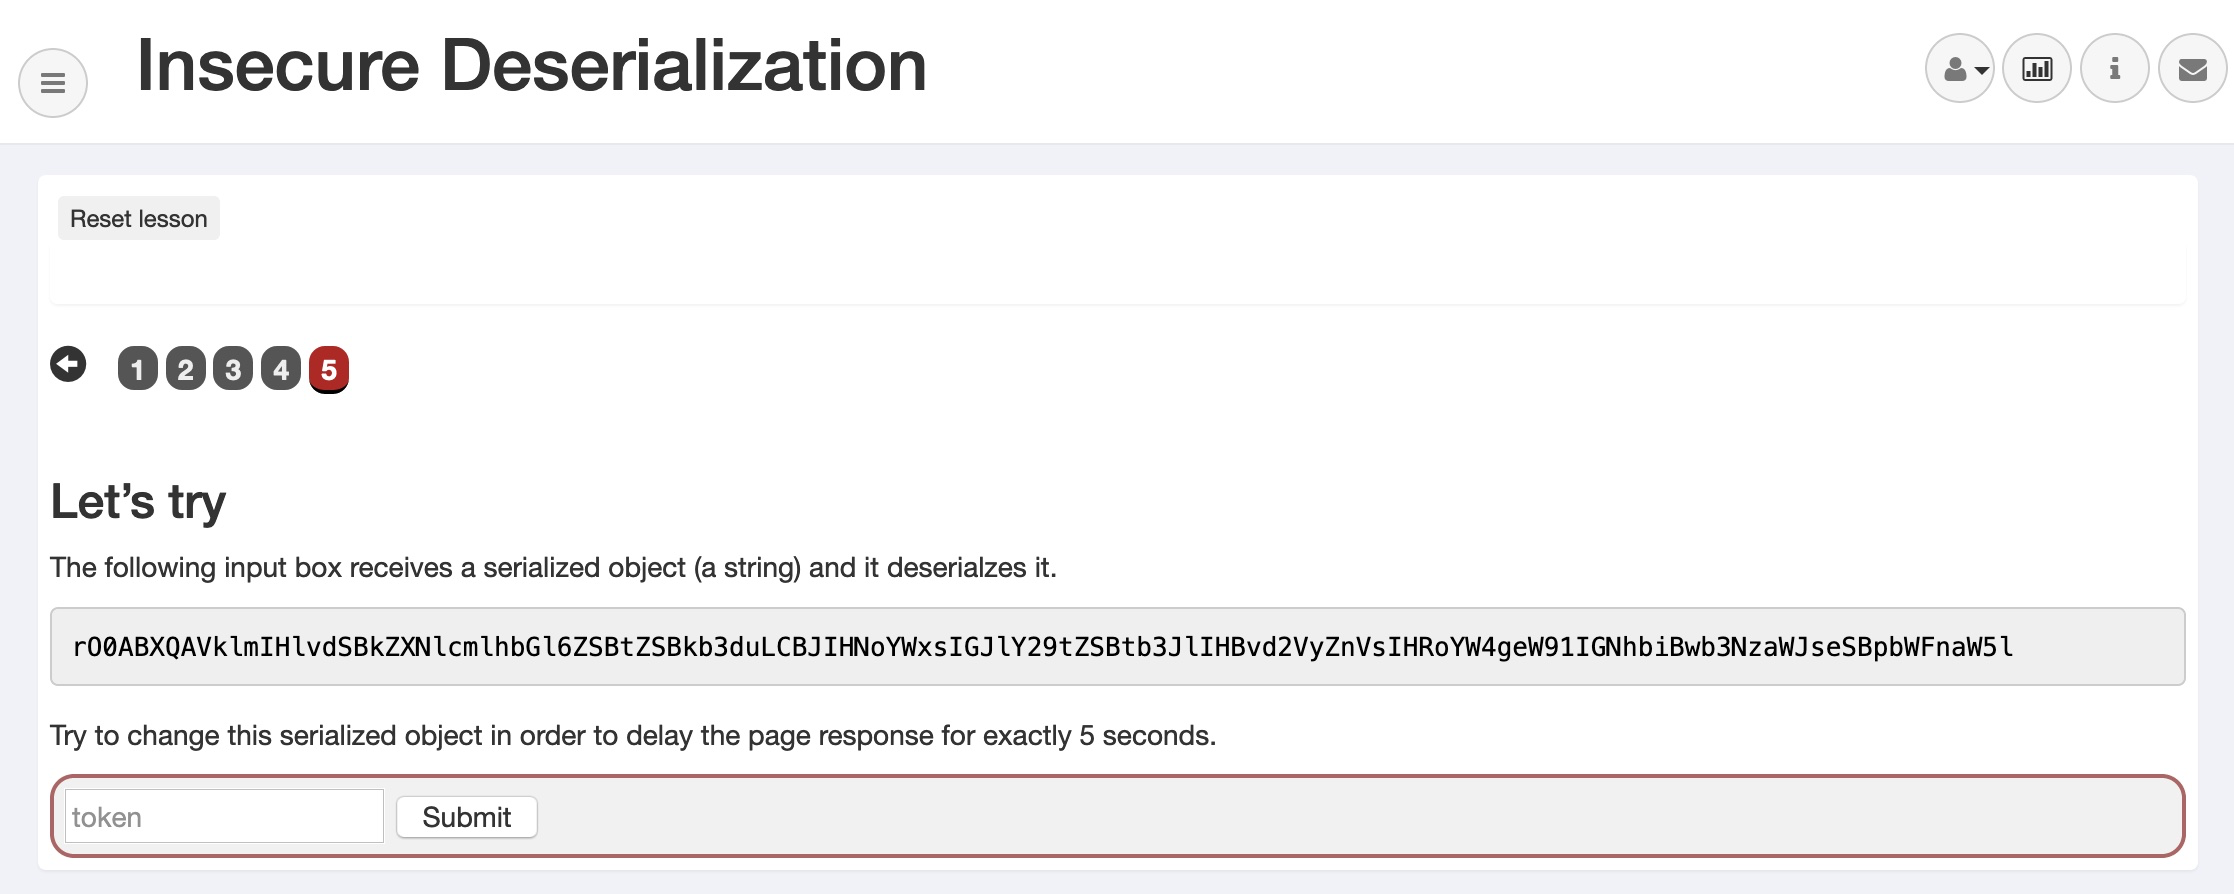 Insecure Deserialization
Reset lesson
1 2 3 4 5
Let’s try
The following input box receives a serialized object (a string) and it deserialzes it.
rO0ABXQAVklmIHlvdSBkZXNlcmlhbGl6ZSBtZSBkb3duLCBJIHNoYWxsIGJlY29tZSBtb3JlIHBvd2VyZnVsIHRoYW4geW91IGNhbiBwb3NzaWJseSBpbWFnaW5l
Try to change this serialized object in order to delay the page response for exactly 5 seconds.
token Submit